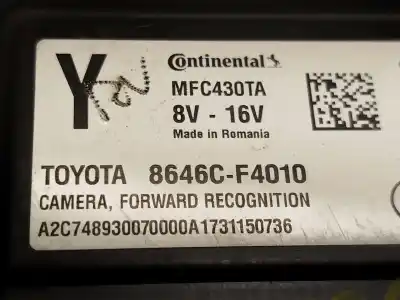 Continental
Y
MFC430TA
8V - 16V
Made in Romania
TOYOTA 8646C-F4010
CAMERA, FORWARD RECOGNITION
A2C748930070000A1731150736